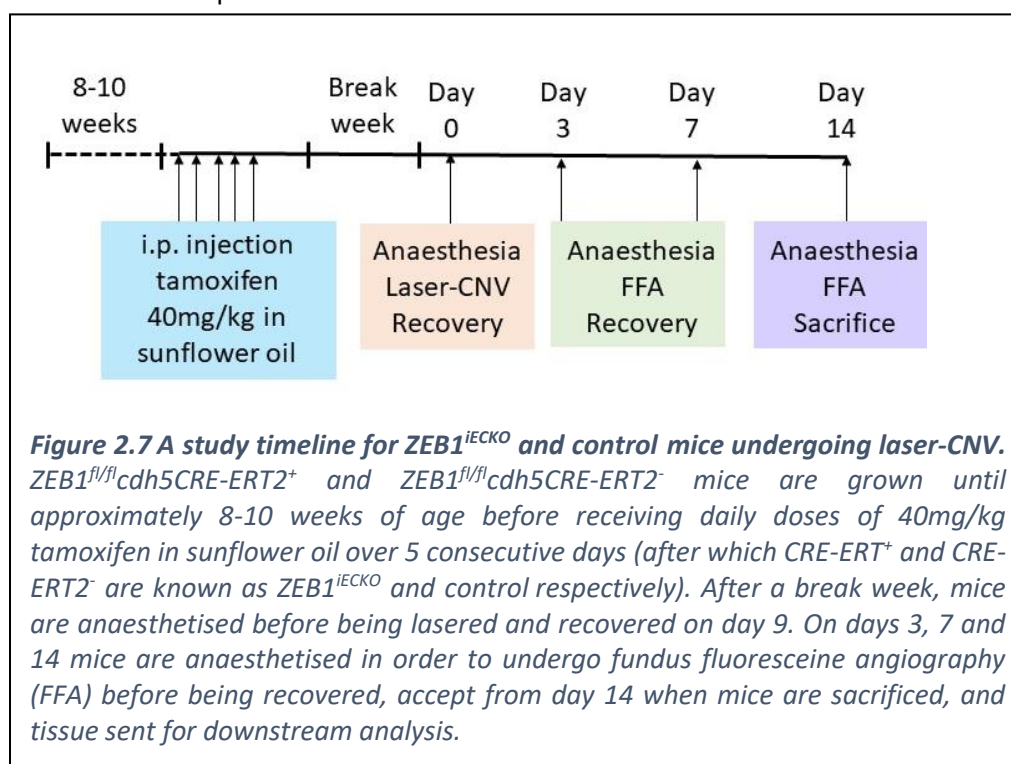 8-10
weeks
Break
week
Day
0
Day
3
Day
7
Day
14
i.p. injection
tamoxifen
40mg/kg in
sunflower oil
Anaesthesia
Laser-CNV
Recovery
Anaesthesia
FFA
Recovery
Anaesthesia
FFA
Sacrifice
Figure 2.7 A study timeline for ZEB1iECKO and control mice undergoing laser-CNV.
ZEB1fl/flcdh5CRE-ERT2+ and ZEB1fl/flcdh5CRE-ERT2- mice are grown until
approximately 8-10 weeks of age before receiving daily doses of 40mg/kg
tamoxifen in sunflower oil over 5 consecutive days (after which CRE-ERT+ and CRE-
ERT2- are known as ZEB1iECKO and control respectively). After a break week, mice
are anaesthetised before being lasered and recovered on day 9. On days 3, 7 and
14 mice are anaesthetised in order to undergo fundus fluoresceine angiography
(FFA) before being recovered, accept from day 14 when mice are sacrificed, and
tissue sent for downstream analysis.